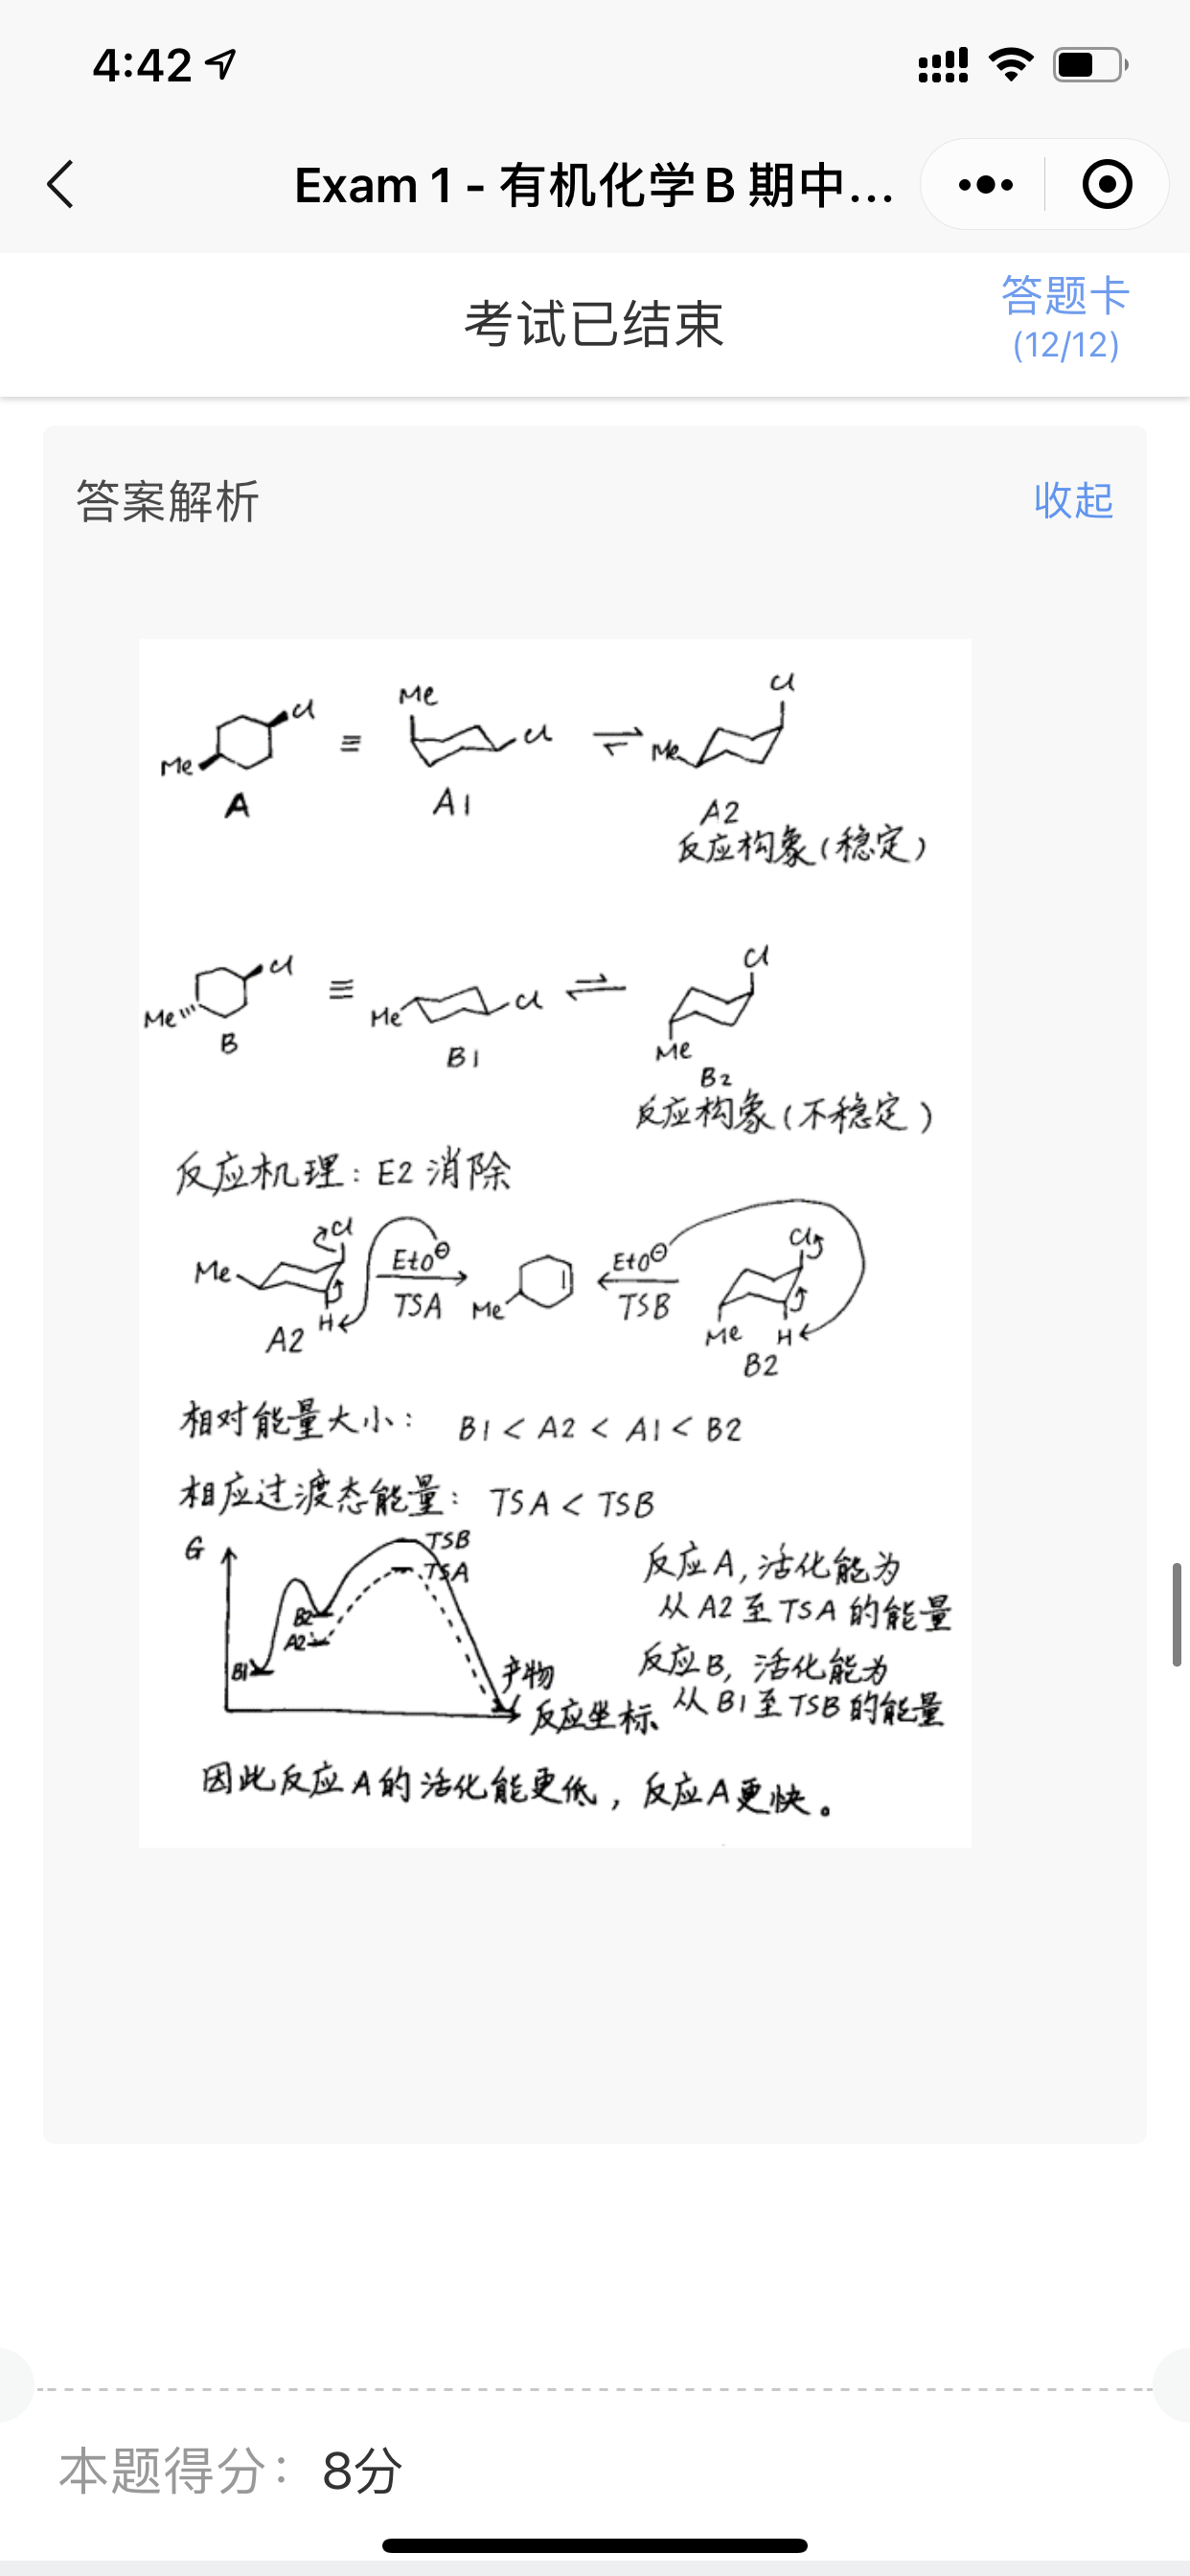 4:42
Exam 1 - 有机化学B 期中...
考试已结束
答题卡
(12/12)
答案解析
收起
Me Cl
A
≡
Me Cl
A1
⇌
Cl
Me
A2
反应构象(稳定)
Me Cl
B
≡
Me Cl
B1
⇌
Cl
Me
B2
反应构象(不稳定)
反应机理: E2 消除
Me Cl H
A2
EtO⊖
TSA
Me
EtO⊖
TSB
Cl
Me H
B2
相对能量大小: B1 < A2 < A1 < B2
相应过渡态能量: TSA < TSB
G
TSB
TSA
B2
A2
B1
产物
反应坐标
反应A,活化能为
从A2至TSA的能量
反应B,活化能为
从B1至TSB的能量
因此反应A的活化能更低,反应A更快。
本题得分: 8分